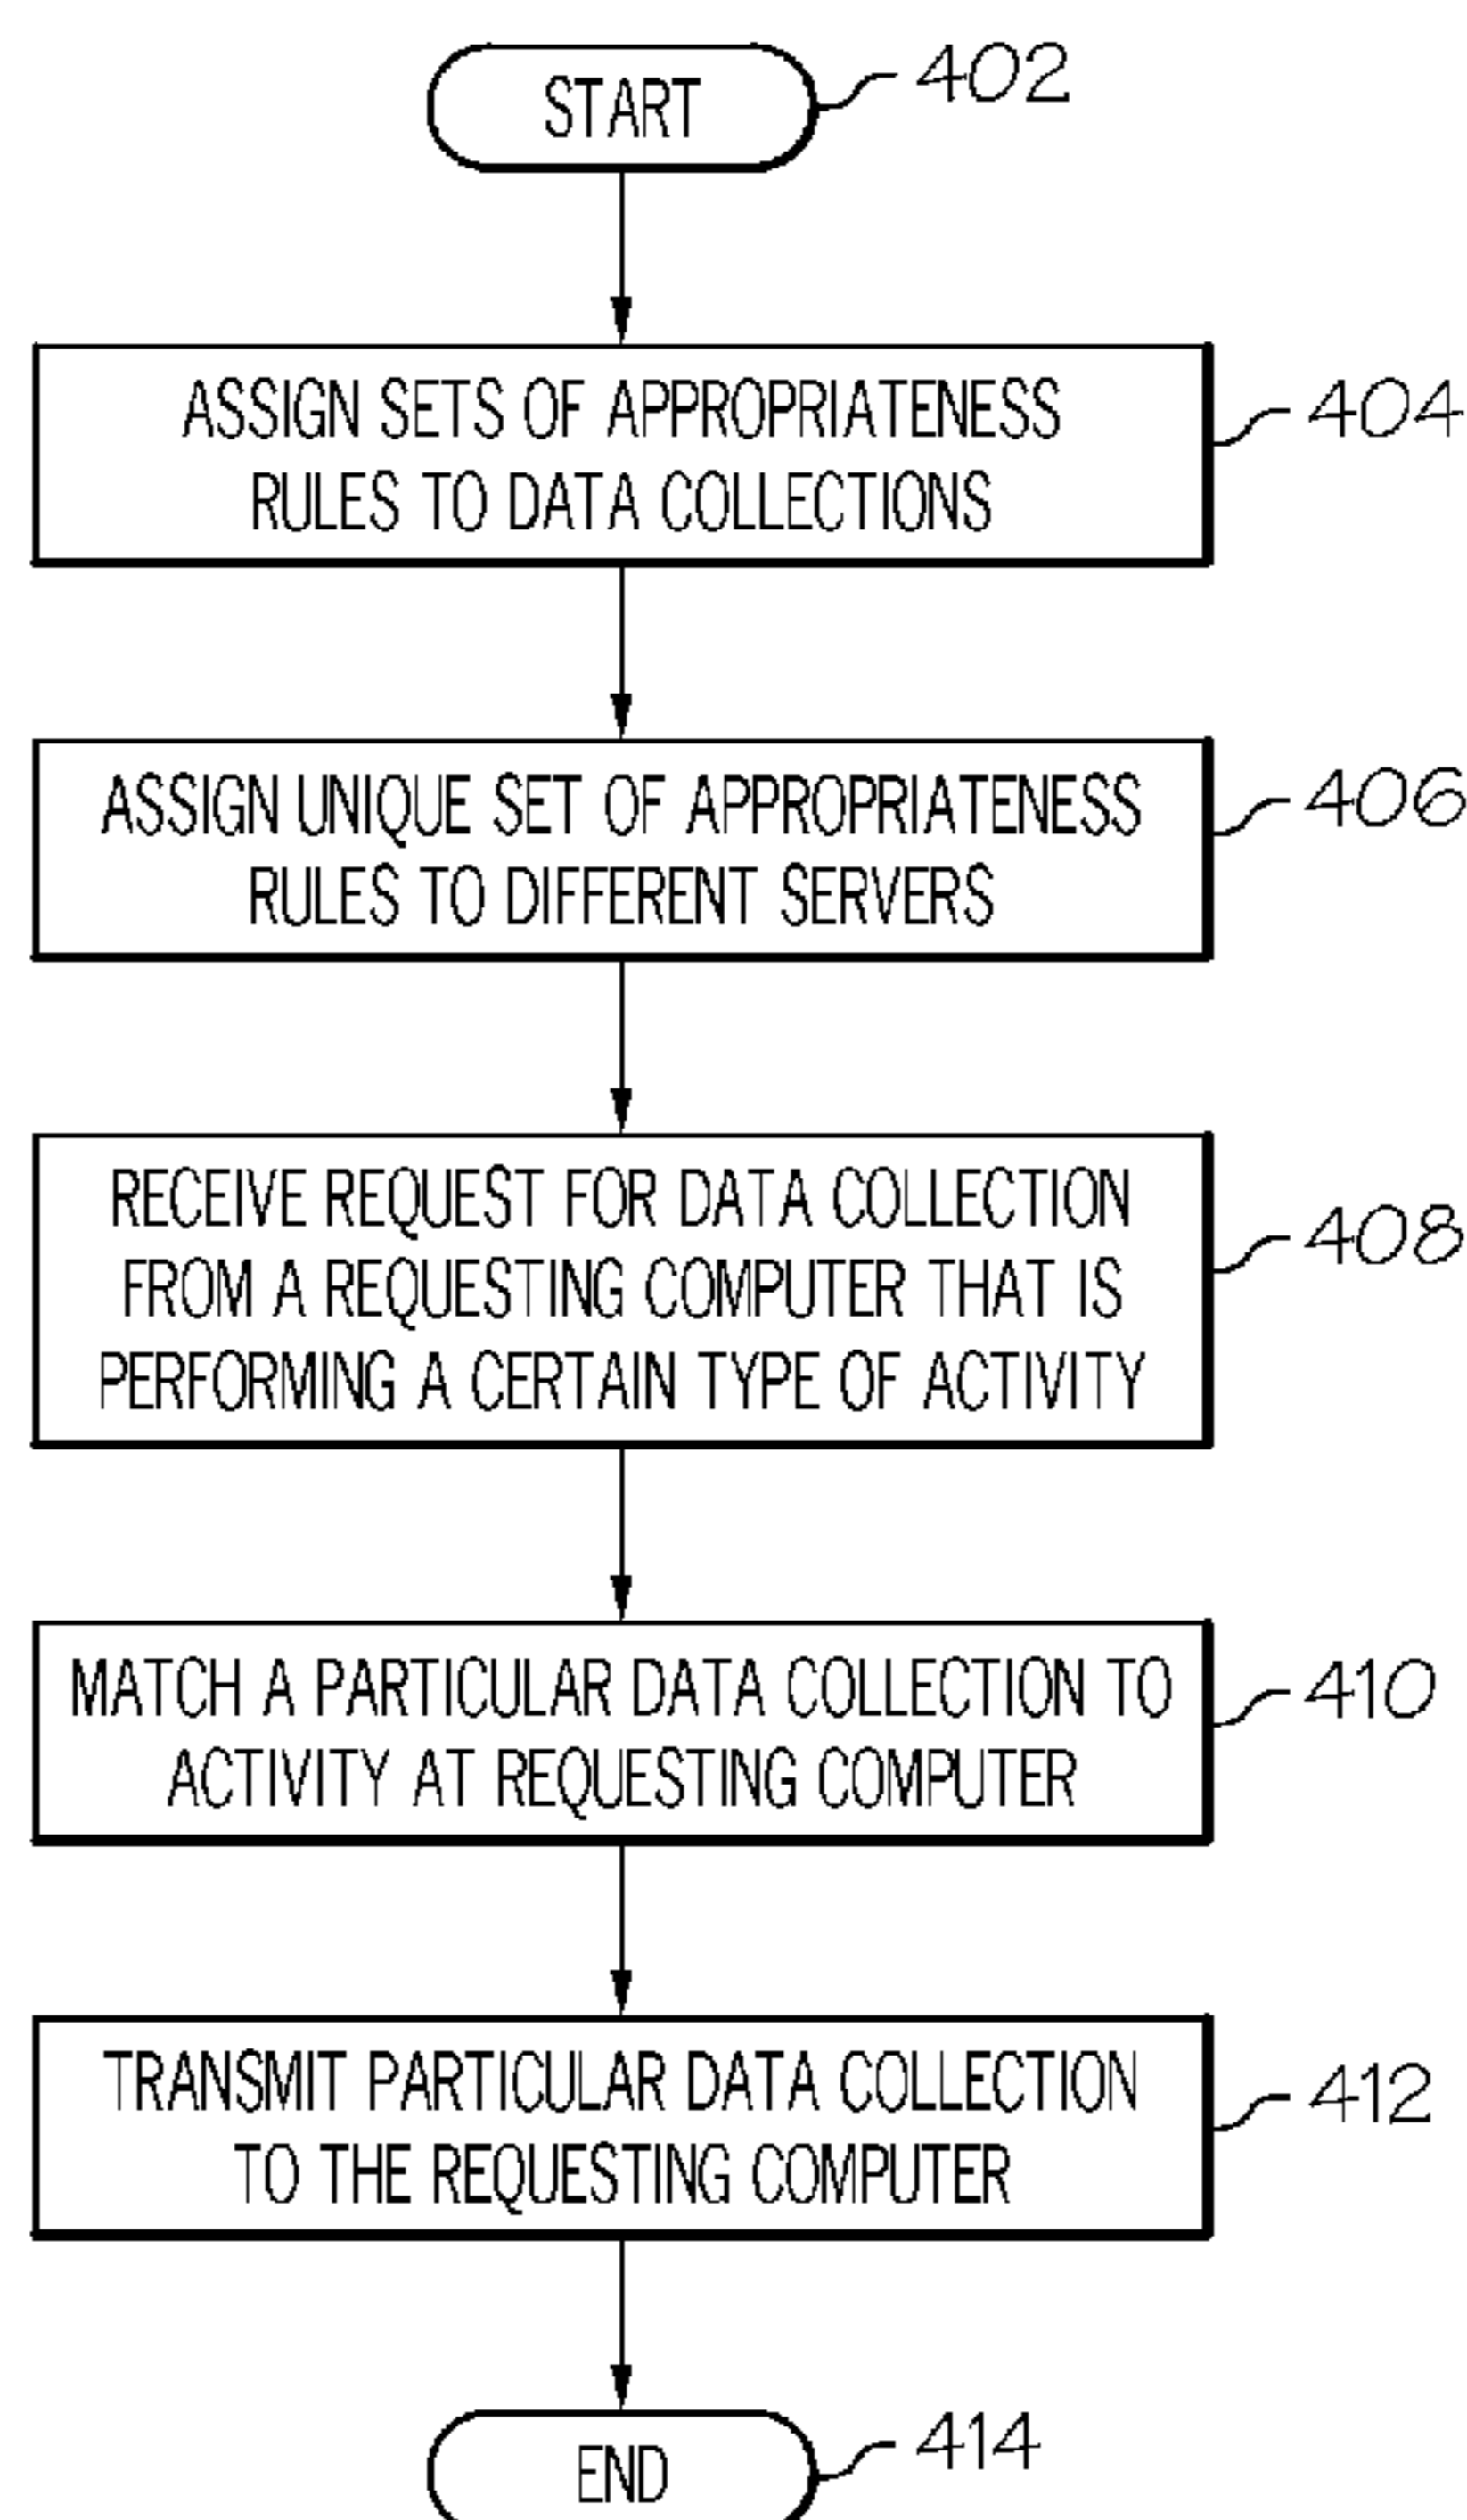 START
402
ASSIGN SETS OF APPROPRIATENESS
RULES TO DATA COLLECTIONS
404
ASSIGN UNIQUE SET OF APPROPRIATENESS
RULES TO DIFFERENT SERVERS
406
RECEIVE REQUEST FOR DATA COLLECTION
FROM A REQUESTING COMPUTER THAT IS
PERFORMING A CERTAIN TYPE OF ACTIVITY
408
MATCH A PARTICULAR DATA COLLECTION TO
ACTIVITY AT REQUESTING COMPUTER
410
TRANSMIT PARTICULAR DATA COLLECTION
TO THE REQUESTING COMPUTER
412
END
414